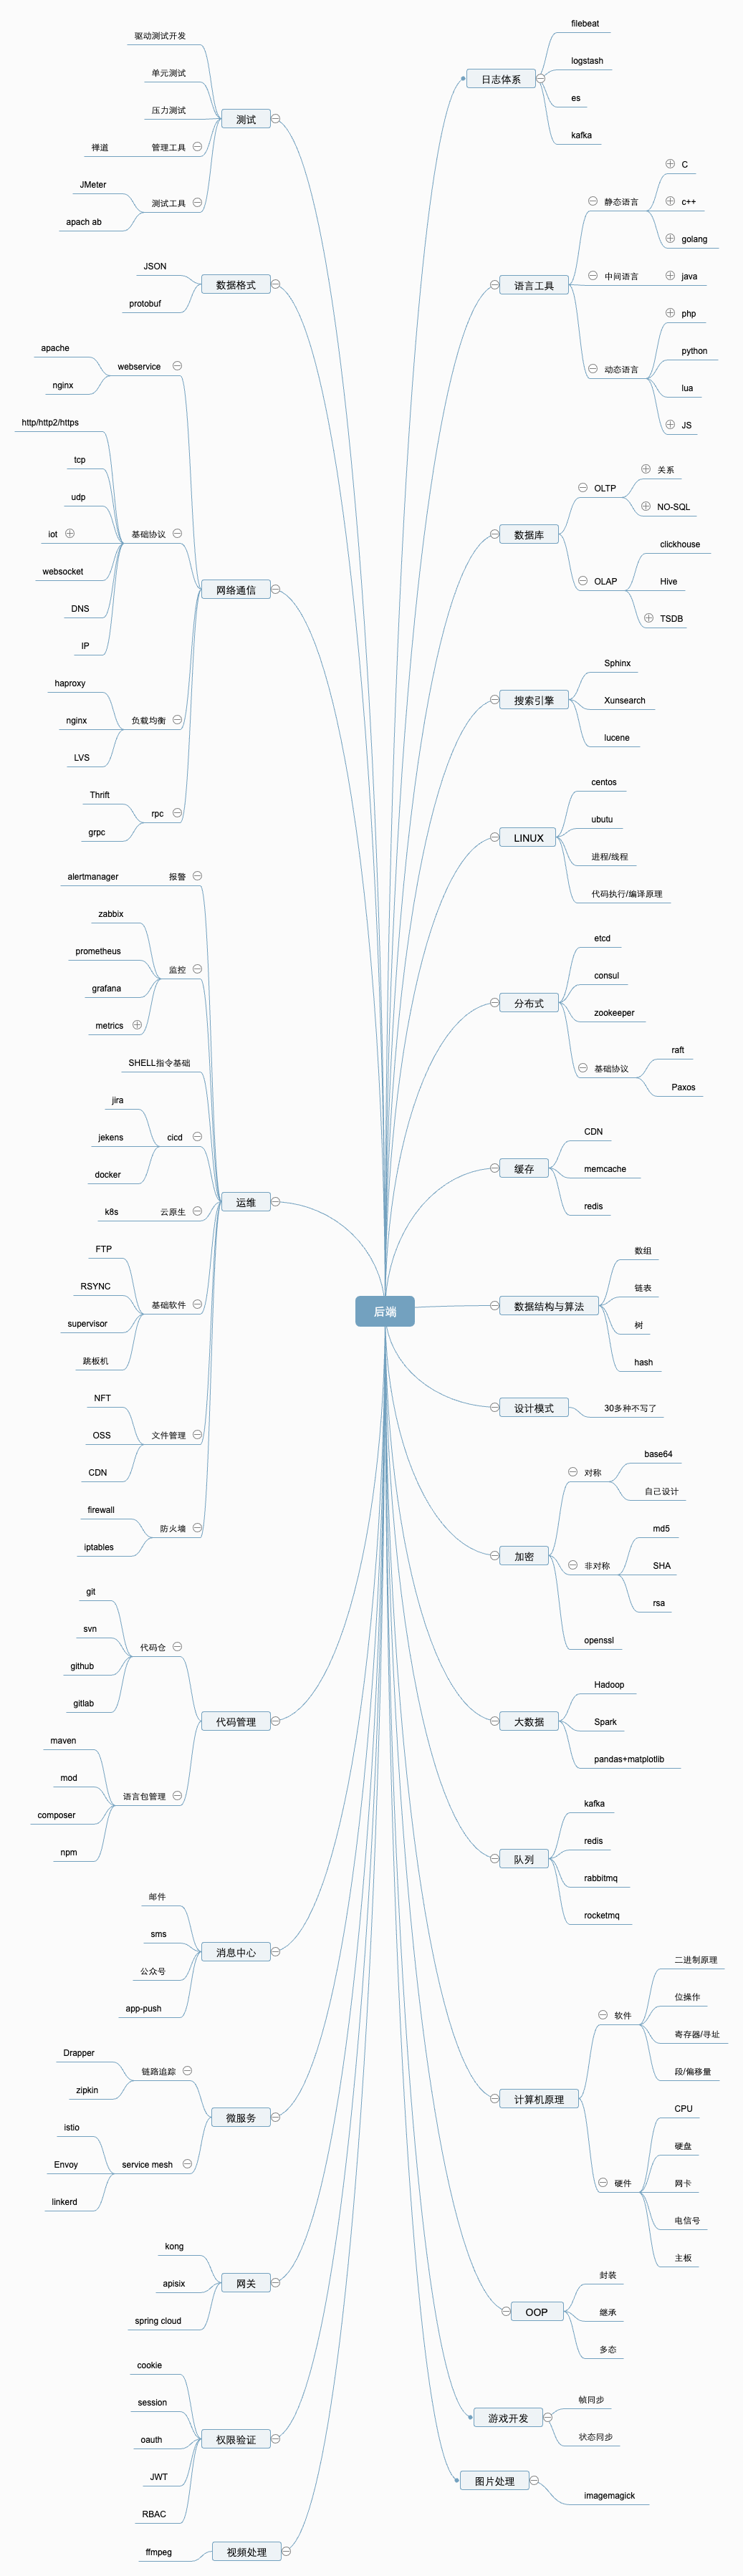 后端
日志体系
filebeat
logstash
es
kafka
语言工具
静态语言
C
c++
golang
中间语言
java
动态语言
php
python
lua
JS
数据库
OLTP
关系
NO-SQL
OLAP
clickhouse
Hive
TSDB
搜索引擎
Sphinx
Xunsearch
lucene
LINUX
centos
ubutu
进程/线程
代码执行/编译原理
分布式
etcd
consul
zookeeper
基础协议
raft
Paxos
缓存
CDN
memcache
redis
数据结构与算法
数组
链表
树
hash
设计模式
30多种不写了
加密
对称
base64
自己设计
非对称
md5
SHA
rsa
openssl
大数据
Hadoop
Spark
pandas+matplotlib
队列
kafka
redis
rabbitmq
rocketmq
计算机原理
软件
二进制原理
位操作
寄存器/寻址
段/偏移量
硬件
CPU
硬盘
网卡
电信号
主板
OOP
封装
继承
多态
游戏开发
帧同步
状态同步
图片处理
imagemagick
测试
驱动测试开发
单元测试
压力测试
管理工具
禅道
测试工具
JMeter
apach ab
数据格式
JSON
protobuf
网络通信
webservice
apache
nginx
基础协议
http/http2/https
tcp
udp
iot
websocket
DNS
IP
负载均衡
haproxy
nginx
LVS
rpc
Thrift
grpc
运维
报警
alertmanager
监控
zabbix
prometheus
grafana
metrics
SHELL指令基础
cicd
jira
jekens
docker
云原生
k8s
基础软件
FTP
RSYNC
supervisor
跳板机
文件管理
NFT
OSS
CDN
防火墙
firewall
iptables
代码管理
代码仓
git
svn
github
gitlab
语言包管理
maven
mod
composer
npm
消息中心
邮件
sms
公众号
app-push
微服务
链路追踪
Drapper
zipkin
service mesh
istio
Envoy
linkerd
网关
kong
apisix
spring cloud
权限验证
cookie
session
oauth
JWT
RBAC
视频处理
ffmpeg